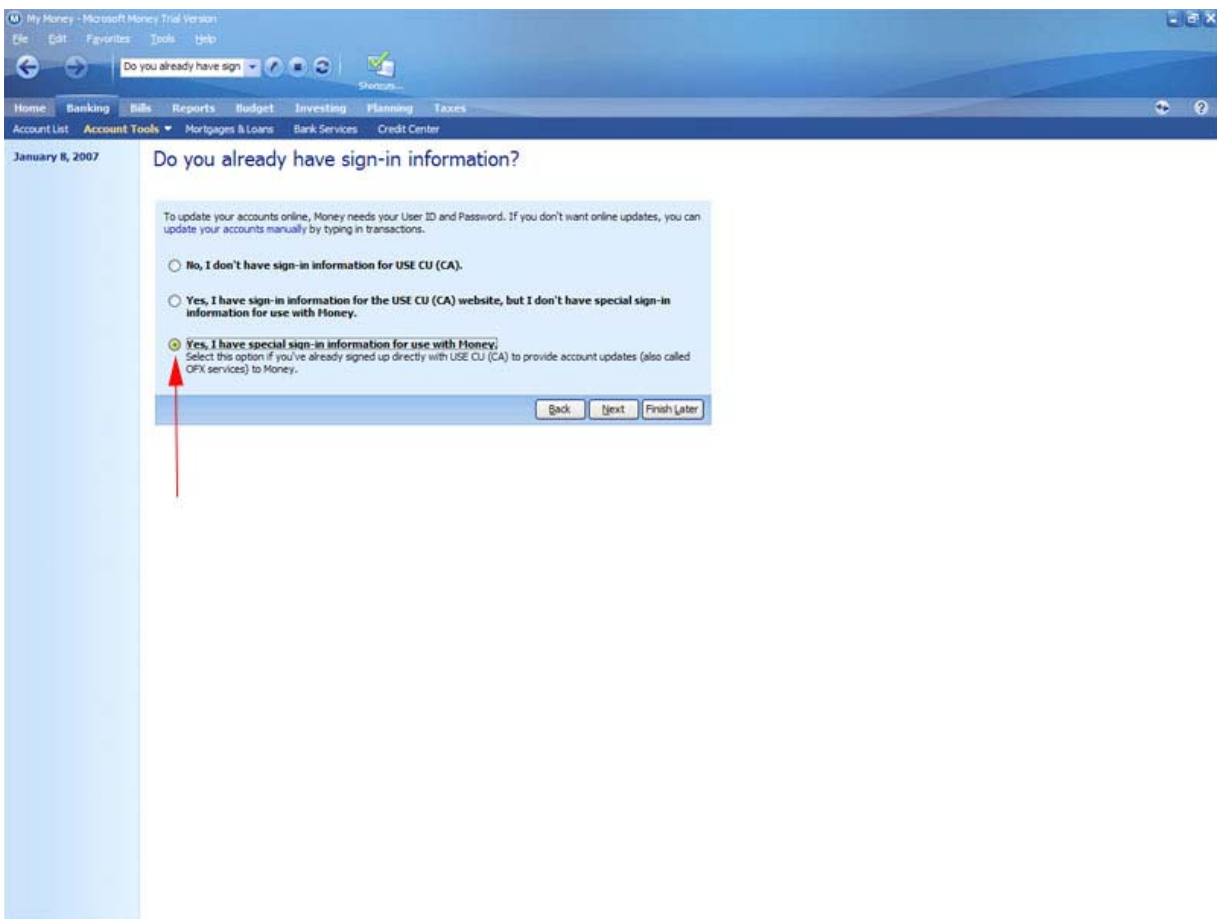 My Money - Microsoft Money Trial Version
File Edit Favorites Tools Help
Do you already have sign
Shortcuts...
Home Banking Bills Reports Budget Investing Planning Taxes
Account List Account Tools Mortgages & Loans Bank Services Credit Center
January 8, 2007
Do you already have sign-in information?
To update your accounts online, Money needs your User ID and Password. If you don't want online updates, you can
update your accounts manually by typing in transactions.
No, I don't have sign-in information for USE CU (CA).
Yes, I have sign-in information for the USE CU (CA) website, but I don't have special sign-in
information for use with Money.
Yes, I have special sign-in information for use with Money.
Select this option if you've already signed up directly with USE CU (CA) to provide account updates (also called
OFX services) to Money.
Back Next Finish Later